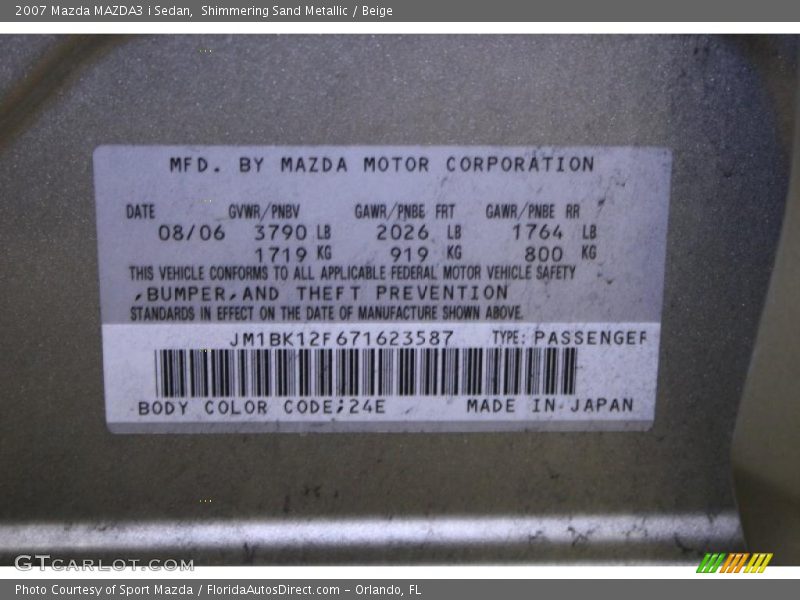 2007 Mazda MAZDA3 i Sedan,  Shimmering Sand Metallic / Beige
MFD. BY MAZDA MOTOR CORPORATION
DATE GVWR/PNBV GAWR/PNBE FRT GAWR/PNBE RR
08/06 3790 LB 2026 LB 1764 LB
1719 KG 919 KG 800 KG
THIS VEHICLE CONFORMS TO ALL APPLICABLE FEDERAL MOTOR VEHICLE SAFETY
,BUMPER,AND THEFT PREVENTION
STANDARDS IN EFFECT ON THE DATE OF MANUFACTURE SHOWN ABOVE.
JM1BK12F671623587 TYPE: PASSENGER
BODY COLOR CODE;24E MADE IN JAPAN
GTCARLOT.COM
Photo Courtesy of Sport Mazda / FloridaAutosDirect.com - Orlando, FL